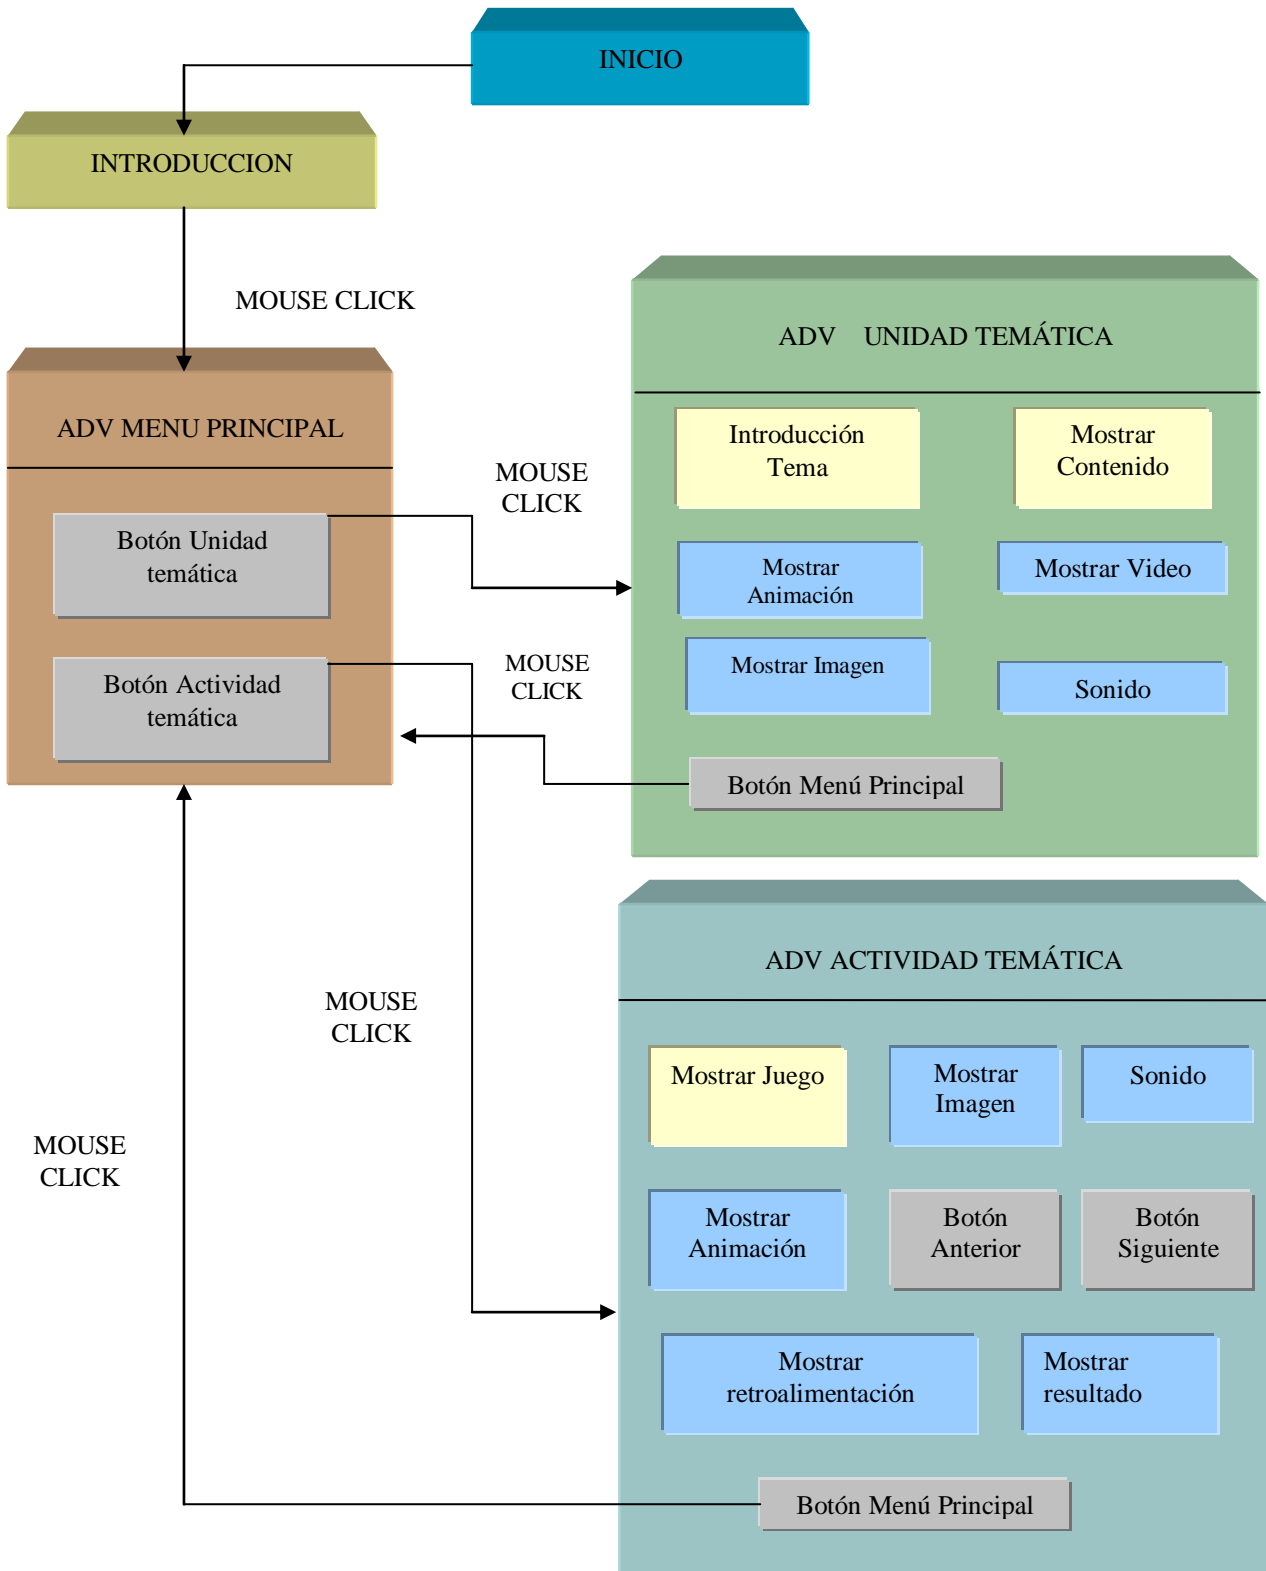 INICIO
INTRODUCCION
MOUSE CLICK
ADV MENU PRINCIPAL
Botón Unidad
temática
Botón Actividad
temática
MOUSE
CLICK
MOUSE
CLICK
ADV UNIDAD TEMÁTICA
Introducción
Tema
Mostrar
Contenido
Mostrar
Animación
Mostrar Video
Mostrar Imagen
Sonido
Botón Menú Principal
MOUSE
CLICK
MOUSE
CLICK
ADV ACTIVIDAD TEMÁTICA
Mostrar Juego
Mostrar
Imagen
Sonido
Mostrar
Animación
Botón
Anterior
Botón
Siguiente
Mostrar
retroalimentación
Mostrar
resultado
Botón Menú Principal